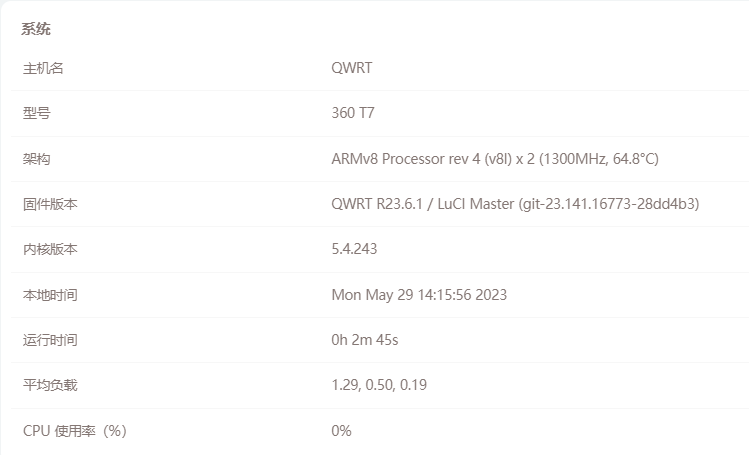 系统
主机名 QWRT
型号 360 T7
架构 ARMv8 Processor rev 4 (v8l) x 2 (1300MHz, 64.8°C)
固件版本 QWRT R23.6.1 / LuCI Master (git-23.141.16773-28dd4b3)
内核版本 5.4.243
本地时间 Mon May 29 14:15:56 2023
运行时间 0h 2m 45s
平均负载 1.29, 0.50, 0.19
CPU 使用率（%） 0%